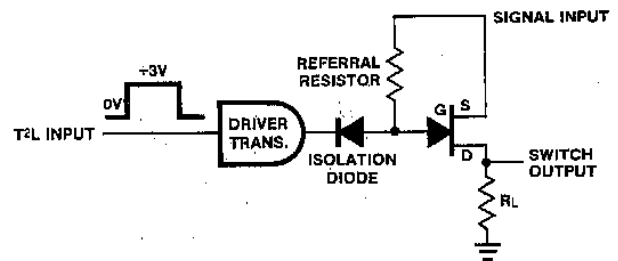 SIGNAL INPUT
REFERRAL
RESISTOR
+3V
0V
G
S
T²L INPUT
DRIVER
TRANS.
ISOLATION
DIODE
D
SWITCH
OUTPUT
RL